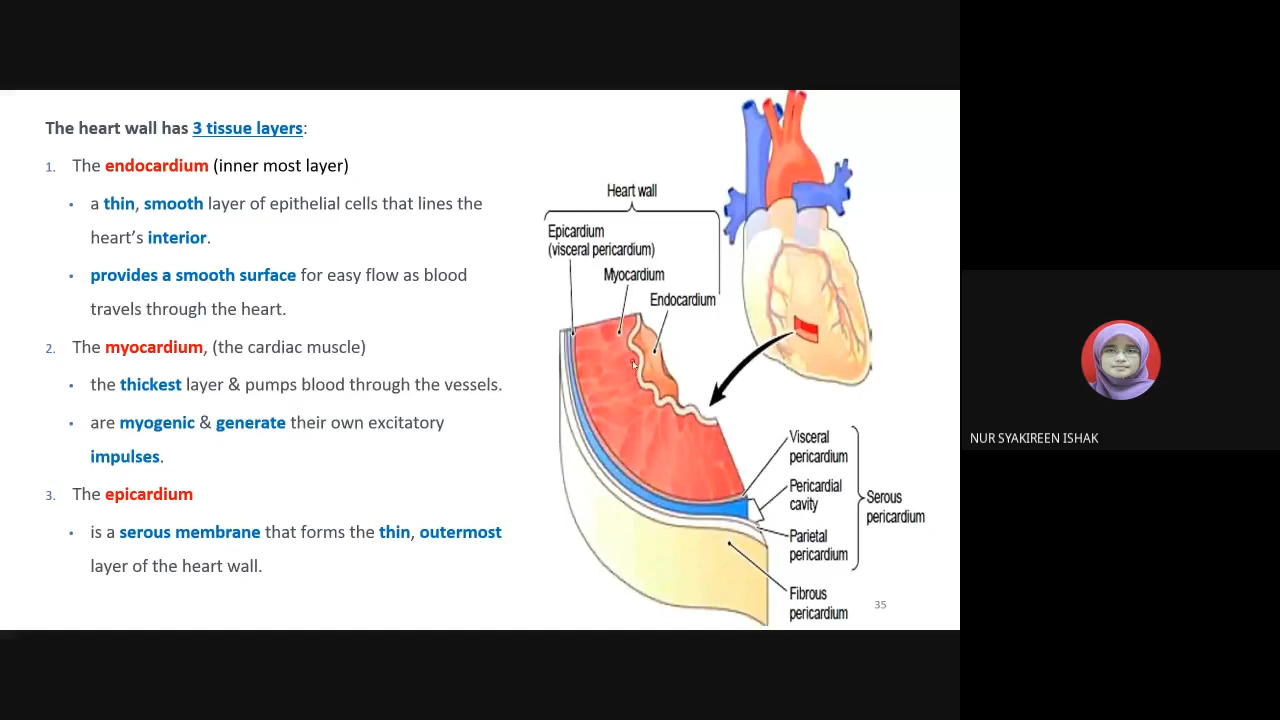 The heart wall has 3 tissue layers:
1. The endocardium (inner most layer)
• a thin, smooth layer of epithelial cells that lines the
heart's interior.
• provides a smooth surface for easy flow as blood
travels through the heart.
2. The myocardium, (the cardiac muscle)
• the thickest layer & pumps blood through the vessels.
• are myogenic & generate their own excitatory
impulses.
3. The epicardium
• is a serous membrane that forms the thin, outermost
layer of the heart wall.
Heart wall
Epicardium
(visceral pericardium)
Myocardium
Endocardium
Visceral
pericardium
Pericardial
cavity
Parietal
pericardium
Serous
pericardium
Fibrous
pericardium
35
NUR SYAKIREEN ISHAK